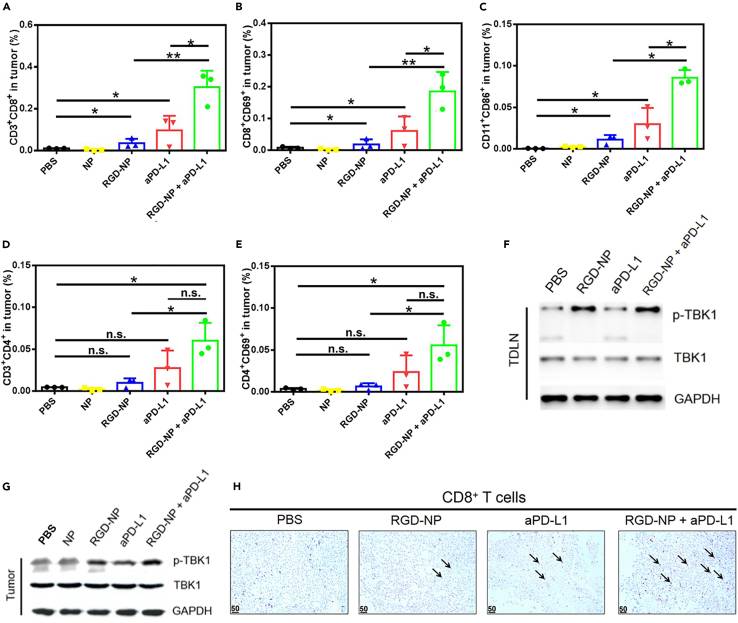 A
CD3+CD8+ in tumor (%)
0.6
0.4
0.2
0.0
*
**
*
*
PBS
NP
RGD-NP
aPD-L1
RGD-NP + aPD-L1
B
CD8+CD69+ in tumor (%)
0.4
0.3
0.2
0.1
0.0
*
**
*
*
PBS
NP
RGD-NP
aPD-L1
RGD-NP + aPD-L1
C
CD11+CD86+ in tumor (%)
0.15
0.10
0.05
0.00
*
*
*
*
PBS
NP
RGD-NP
aPD-L1
RGD-NP + aPD-L1
D
CD3+CD4+ in tumor (%)
0.15
0.10
0.05
0.00
*
n.s.
*
n.s.
n.s.
PBS
NP
RGD-NP
aPD-L1
RGD-NP + aPD-L1
E
CD4+CD69+ in tumor (%)
0.15
0.10
0.05
0.00
*
n.s.
*
n.s.
n.s.
PBS
NP
RGD-NP
aPD-L1
RGD-NP + aPD-L1
F
PBS
RGD-NP
aPD-L1
RGD-NP + aPD-L1
TDLN
p-TBK1
TBK1
GAPDH
G
PBS
NP
RGD-NP
aPD-L1
RGD-NP + aPD-L1
Tumor
p-TBK1
TBK1
GAPDH
H
CD8+ T cells
PBS
RGD-NP
aPD-L1
RGD-NP + aPD-L1
50
50
50
50